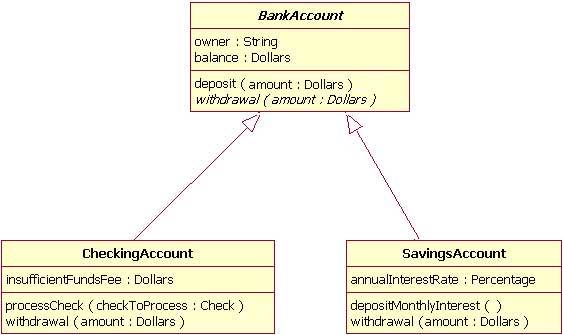 BankAccount
owner : String
balance : Dollars
deposit ( amount : Dollars )
withdrawal ( amount : Dollars )
CheckingAccount
insufficientFundsFee : Dollars
processCheck ( checkToProcess : Check )
withdrawal ( amount : Dollars )
SavingsAccount
annualInterestRate : Percentage
depositMonthlyInterest ( )
withdrawal ( amount : Dollars )